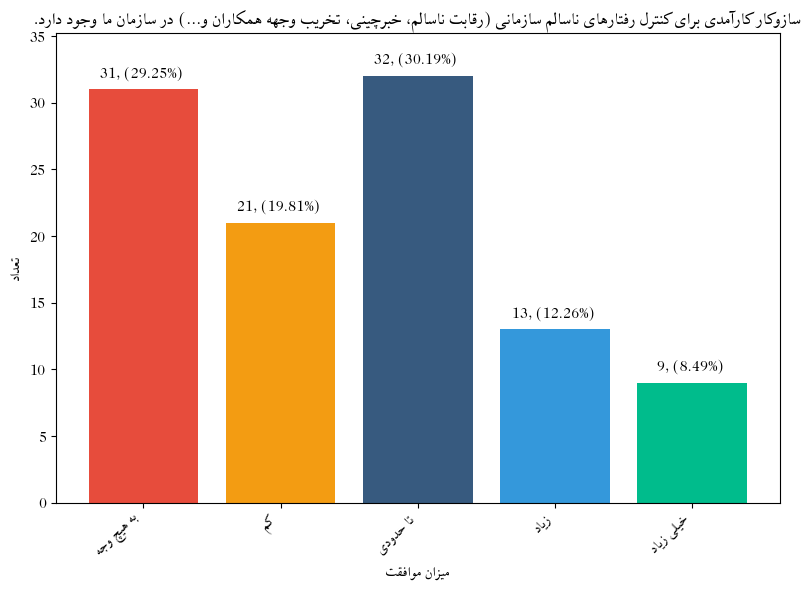 سازوکار کارآمدی برای کنترل رفتارهای ناسالم سازمانی (رقابت ناسالم، خبرچینی، تخریب وجهه همکاران و...) در سازمان ما وجود دارد.
35
30
25
20
15
10
5
0
تعداد
31, (29.25%)
21, (19.81%)
32, (30.19%)
13, (12.26%)
9, (8.49%)
به هیچ وجه
کم
تا حدودی
زیاد
خیلی زیاد
میزان موافقت